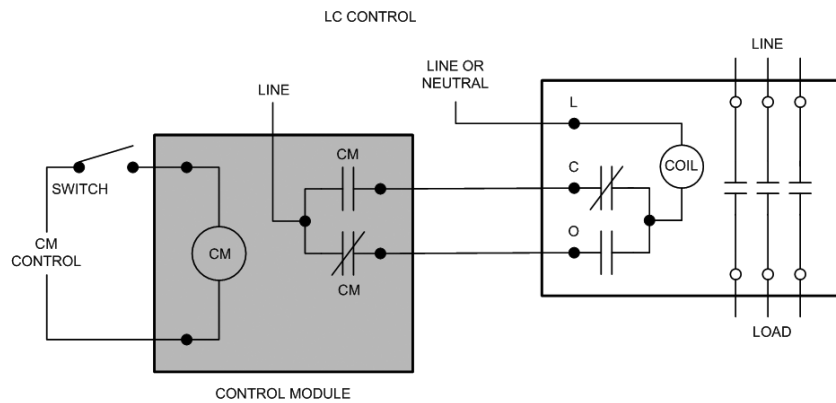 LC CONTROL
LINE OR
NEUTRAL
LINE
LINE
L
CM
C
COIL
SWITCH
O
CM
CONTROL
CM
CM
LOAD
CONTROL MODULE